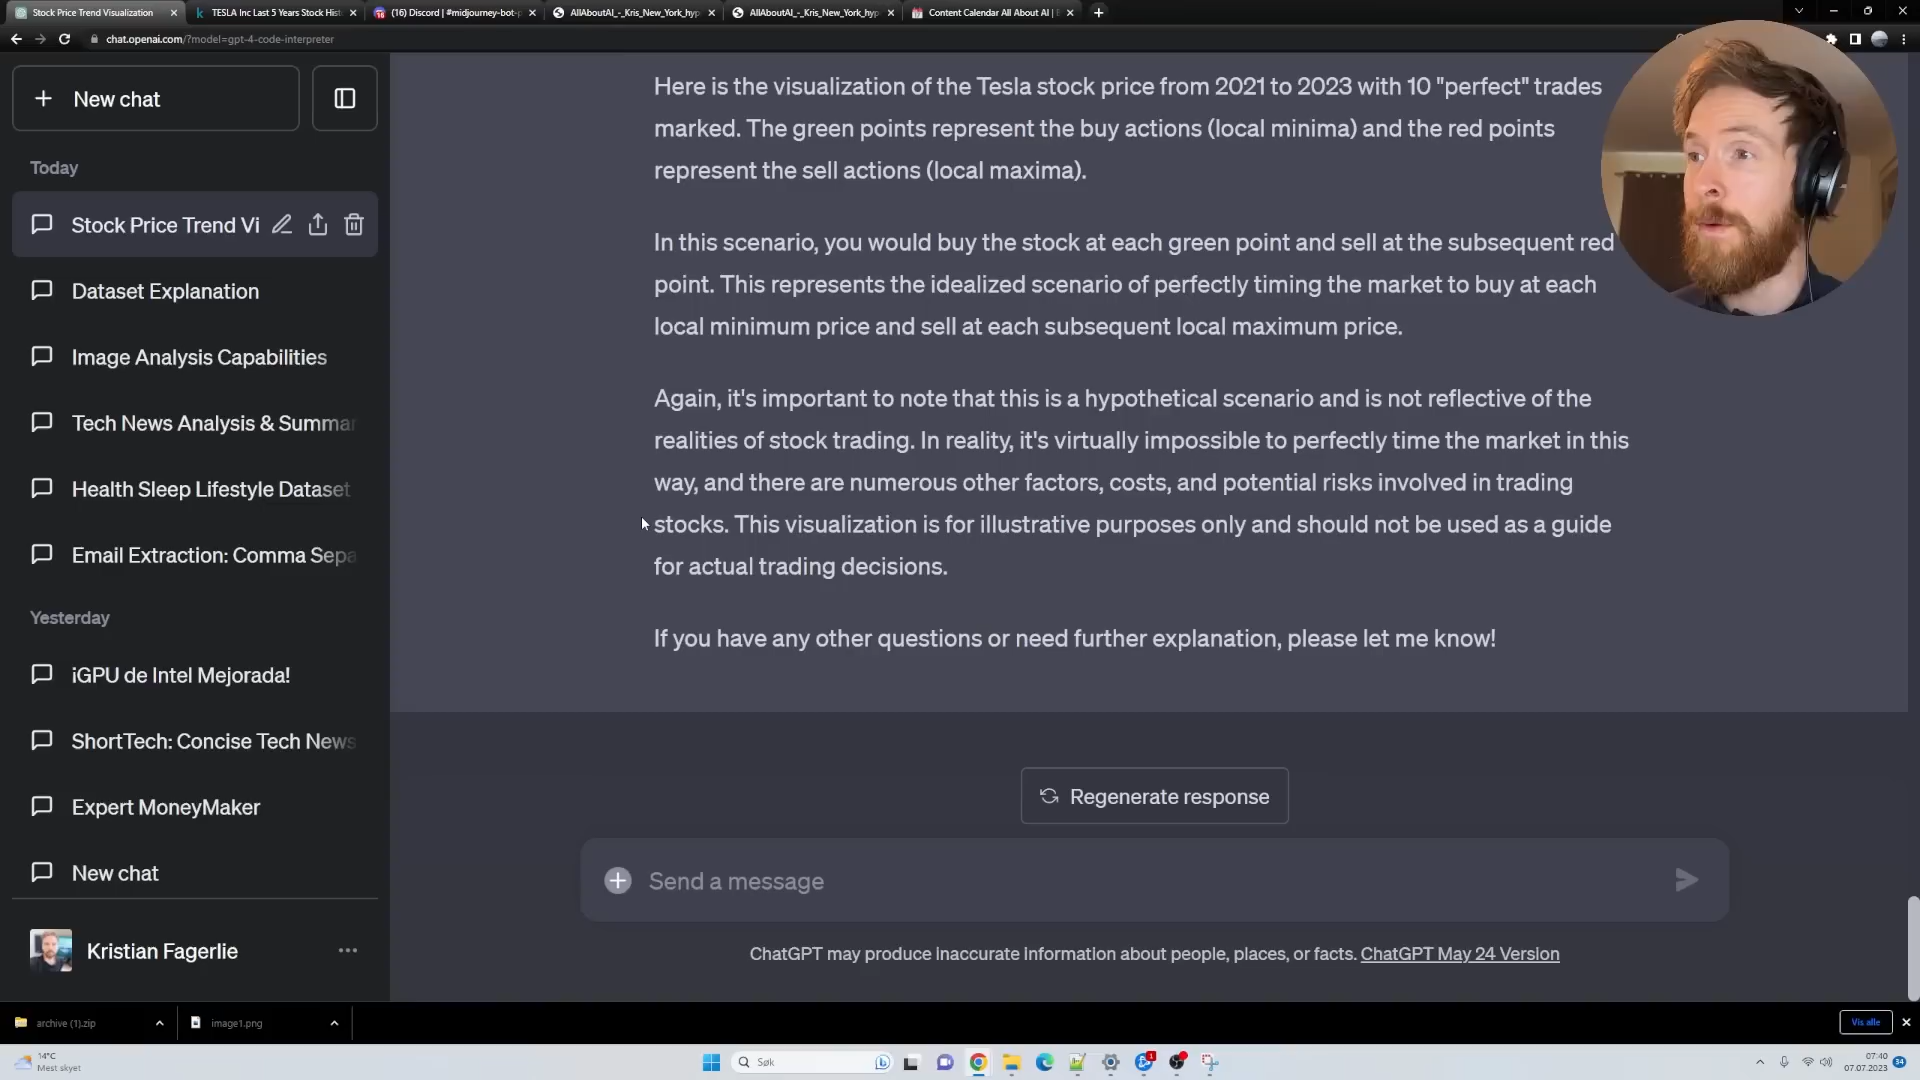 Stock Price Trend Visualization
TESLA Inc Last 5 Years Stock Hist
(16) Discord | #midjourney-bot-p
AllAboutAI_-_Kris_New_York_hyp
AllAboutAI_-_Kris_New_York_hyp
Content Calendar All About AI |
chat.openai.com/?model=gpt-4-code-interpreter
New chat
Today
Stock Price Trend Vi
Dataset Explanation
Image Analysis Capabilities
Tech News Analysis & Summar
Health Sleep Lifestyle Dataset
Email Extraction: Comma Sepa
Yesterday
iGPU de Intel Mejorada!
ShortTech: Concise Tech News
Expert MoneyMaker
New chat
Kristian Fagerlie
Here is the visualization of the Tesla stock price from 2021 to 2023 with 10 "perfect" trades
marked. The green points represent the buy actions (local minima) and the red points
represent the sell actions (local maxima).
In this scenario, you would buy the stock at each green point and sell at the subsequent red
point. This represents the idealized scenario of perfectly timing the market to buy at each
local minimum price and sell at each subsequent local maximum price.
Again, it's important to note that this is a hypothetical scenario and is not reflective of the
realities of stock trading. In reality, it's virtually impossible to perfectly time the market in this
way, and there are numerous other factors, costs, and potential risks involved in trading
stocks. This visualization is for illustrative purposes only and should not be used as a guide
for actual trading decisions.
If you have any other questions or need further explanation, please let me know!
Regenerate response
Send a message
ChatGPT may produce inaccurate information about people, places, or facts. ChatGPT May 24 Version
archive (1).zip
image1.png
Vis alle
14°C
Mest skyet
Søk
07:40
07.07.2023
34